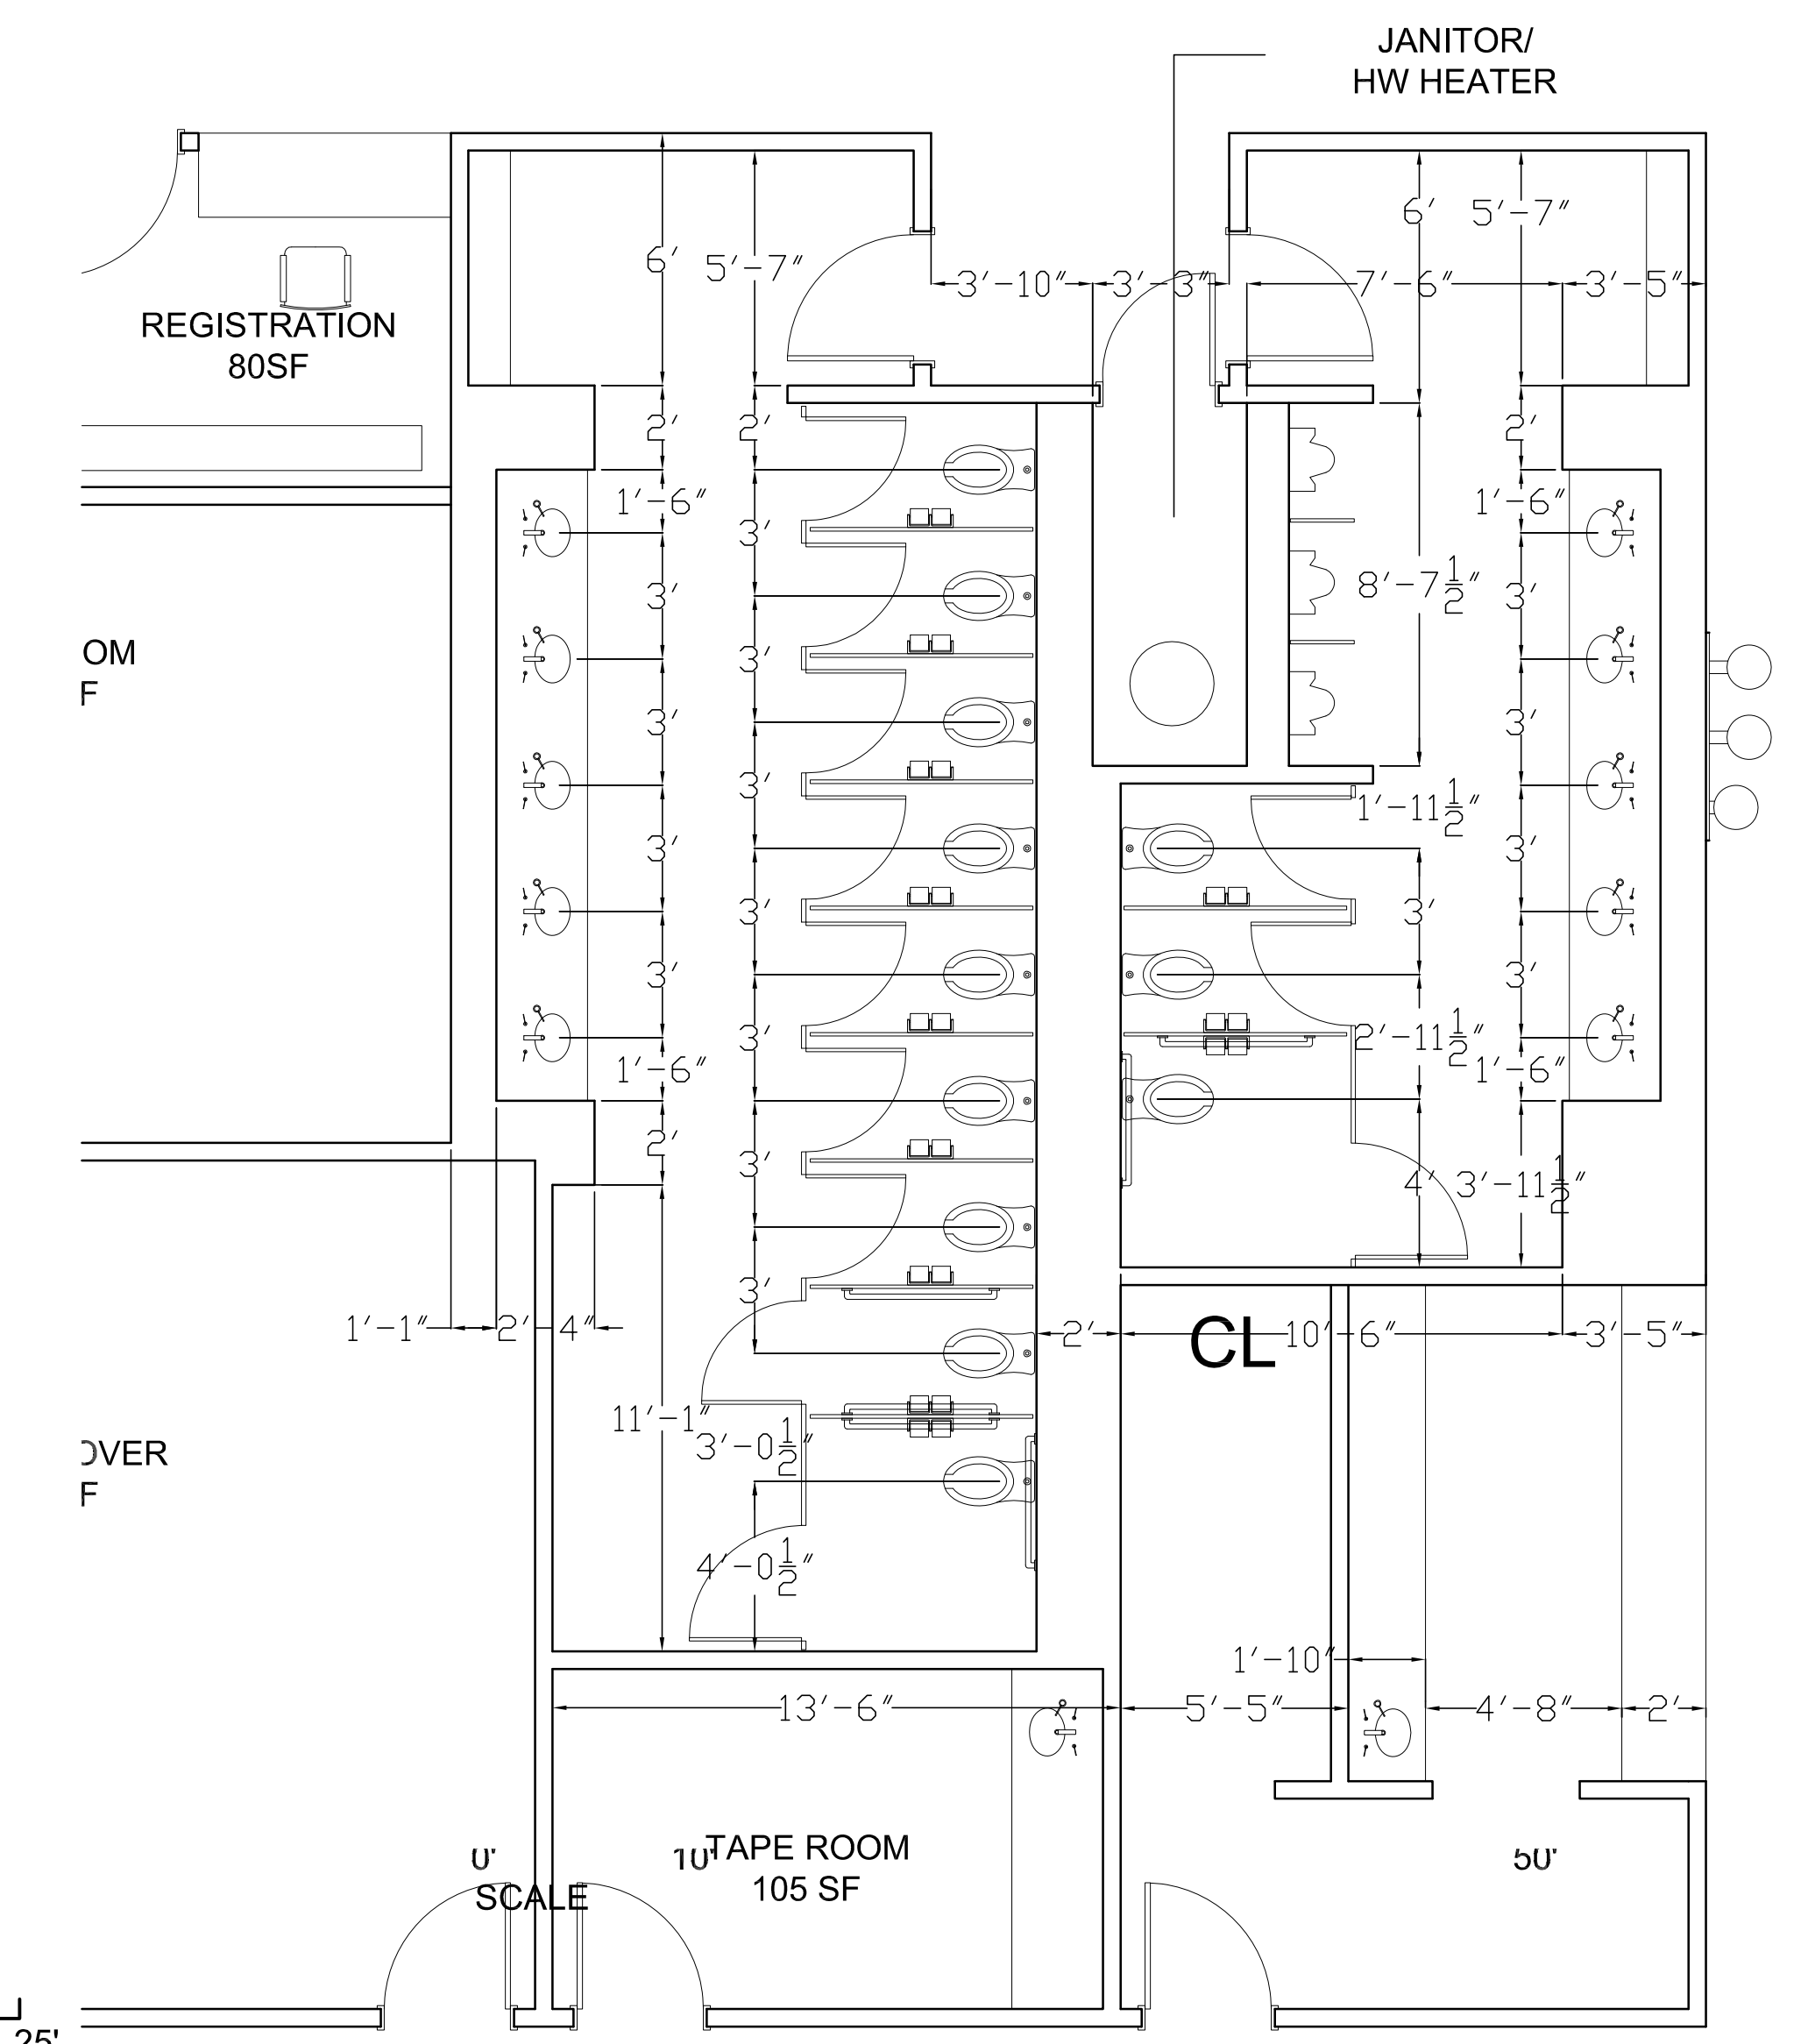 JANITOR/
HW HEATER
6' 5'-7"
6' 5'-7"
3'-10" 3'-3" 7'-6" 3'-5"
REGISTRATION
80SF
2' 2' 2'
1'-6" 1'-6"
3'
3' 8'-7 1/2" 3'
OM
F
3' 3'
3' 3'
3'
1'-11 1/2"
3' 3'
3' 3'
3' 3'
3' 2'-11 1/2"
1'-6" 1'-6"
2' 3'
4' 3'-11 1/2"
3'
1'-1" 2'-4" 2' CL 10'-6" 3'-5"
11'-1"
3'-0 1/2"
OVER
F
4'-0 1/2"
1'-10"
13'-6" 5'-5" 4'-8" 2'
TAPE ROOM
105 SF
0' 10' 50'
SCALE
25'